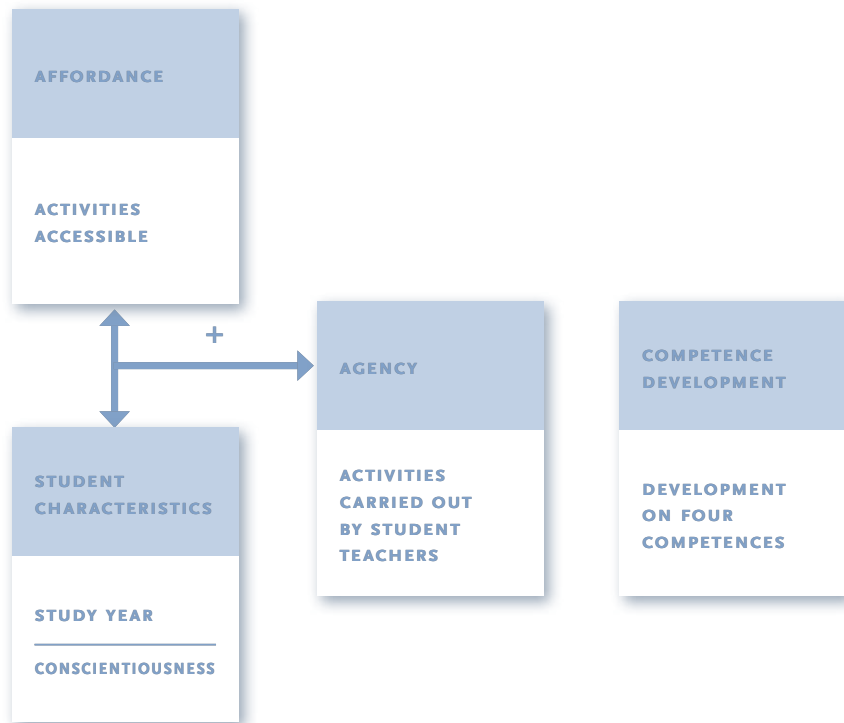 AFFORDANCE
ACTIVITIES
ACCESSIBLE
+
STUDENT
CHARACTERISTICS
STUDY YEAR
CONSCIENTIOUSNESS
AGENCY
ACTIVITIES
CARRIED OUT
BY STUDENT
TEACHERS
COMPETENCE
DEVELOPMENT
DEVELOPMENT
ON FOUR
COMPETENCES